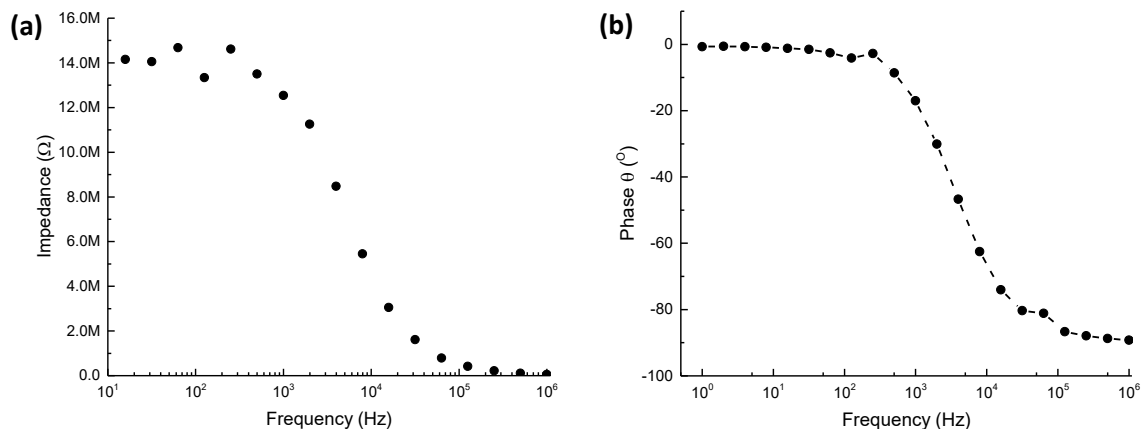 (a)
16.0M
14.0M
12.0M
10.0M
8.0M
6.0M
4.0M
2.0M
0.0
Impedance (Ω)
10¹ 10² 10³ 10⁴ 10⁵ 10⁶
Frequency (Hz)
(b)
0
-20
-40
-60
-80
-100
Phase θ (⁰)
10⁰ 10¹ 10² 10³ 10⁴ 10⁵ 10⁶
Frequency (Hz)